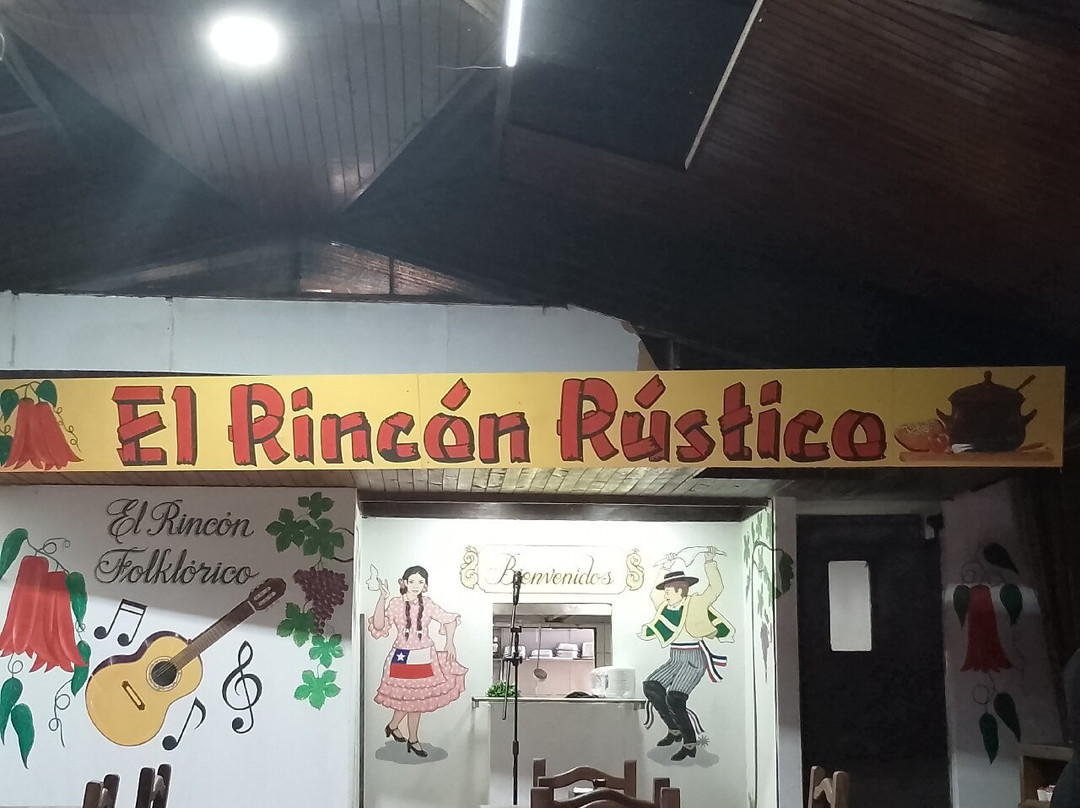 El Rincón Rústico
El Rincón
Folklórico
Bienvenidos